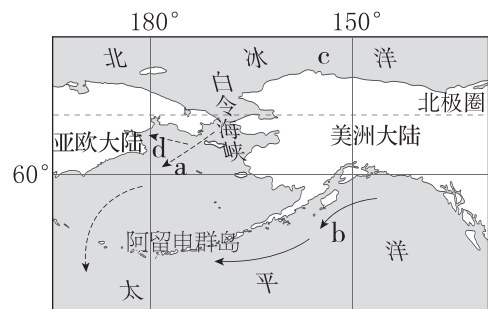 180° 150°
北冰c洋
白令海峡
北极圈
亚欧大陆
美洲大陆
d
a
60°
阿留申群岛
b
太平洋